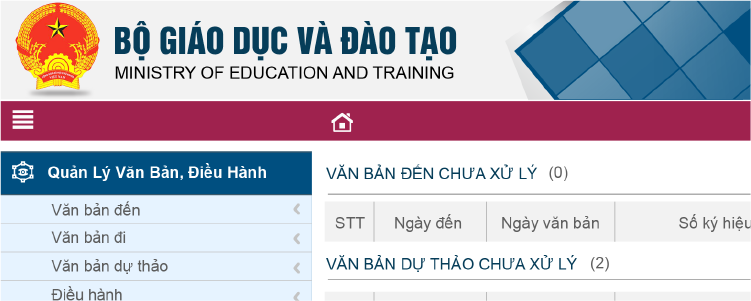 BỘ GIÁO DỤC VÀ ĐÀO TẠO
MINISTRY OF EDUCATION AND TRAINING
Quản Lý Văn Bản, Điều Hành
Văn bản đến
Văn bản đi
Văn bản dự thảo
Điều hành
VĂN BẢN ĐẾN CHƯA XỬ LÝ (0)
STT Ngày đến Ngày văn bản Số ký hiệu
VĂN BẢN DỰ THẢO CHƯA XỬ LÝ (2)